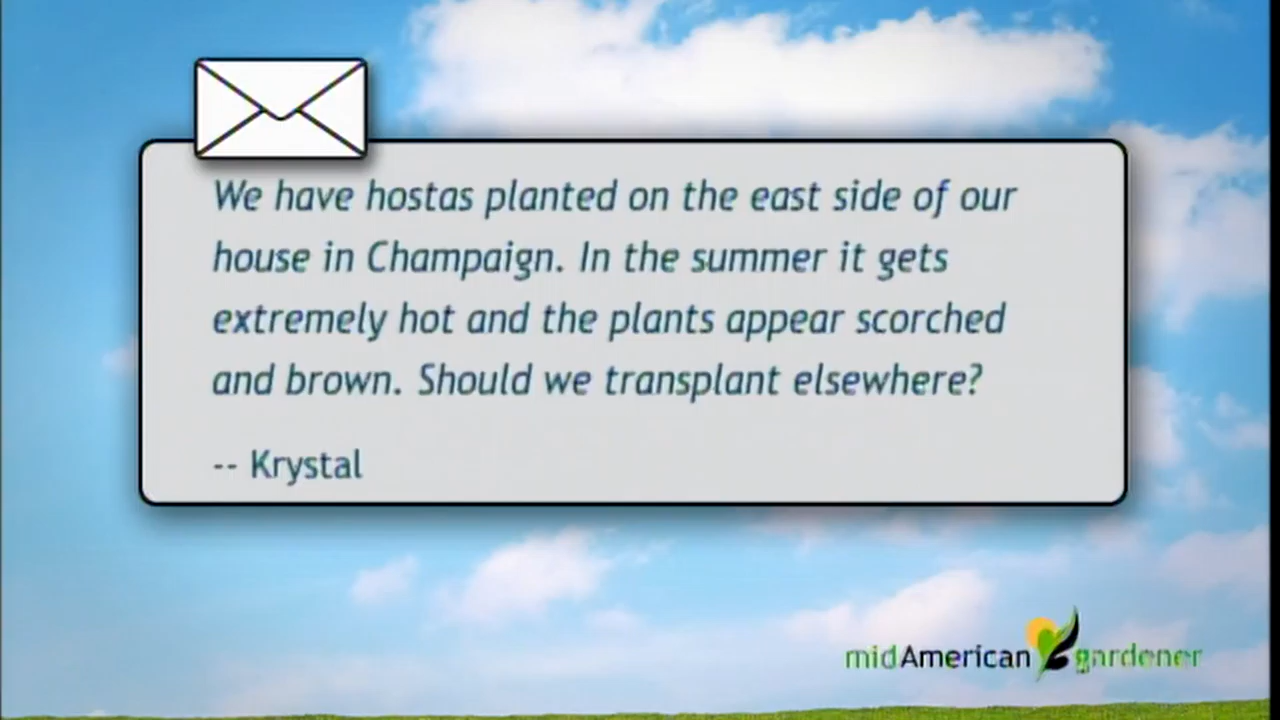 We have hostas planted on the east side of our
house in Champaign. In the summer it gets
extremely hot and the plants appear scorched
and brown. Should we transplant elsewhere?
-- Krystal
midAmerican gardener